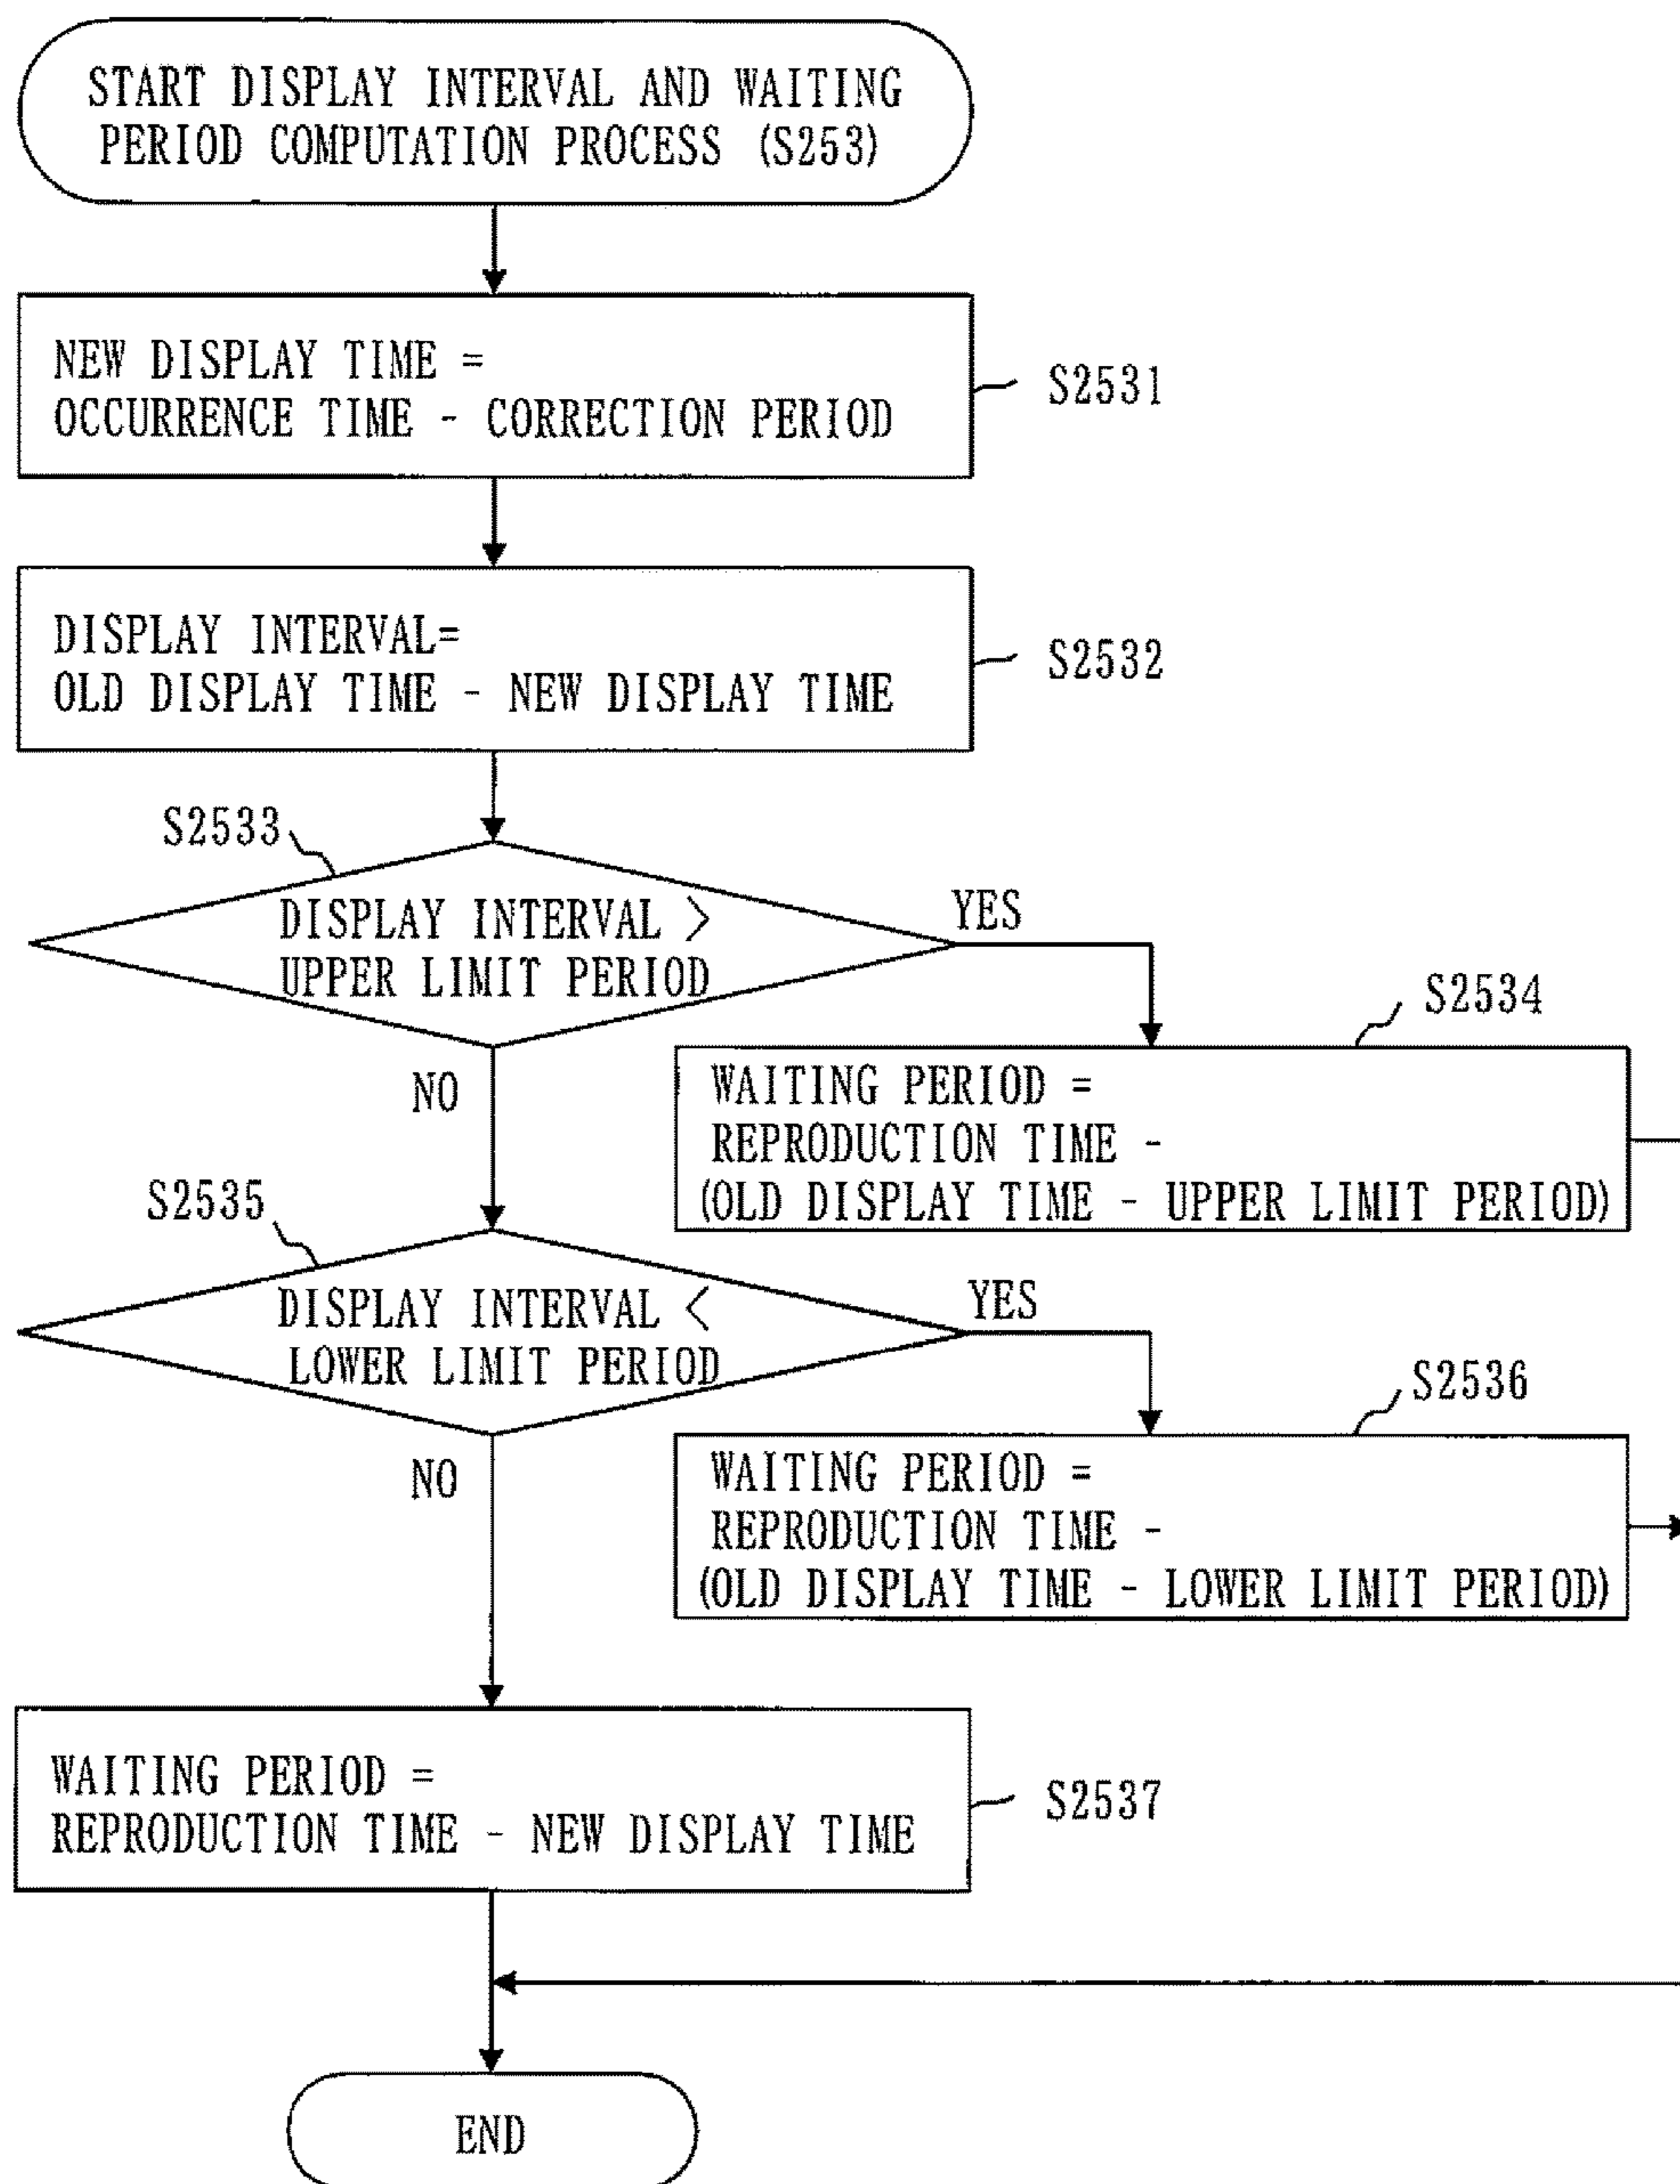 START DISPLAY INTERVAL AND WAITING
PERIOD COMPUTATION PROCESS (S253)
NEW DISPLAY TIME =
OCCURRENCE TIME - CORRECTION PERIOD
S2531
DISPLAY INTERVAL=
OLD DISPLAY TIME - NEW DISPLAY TIME
S2532
S2533
DISPLAY INTERVAL >
UPPER LIMIT PERIOD
YES
NO
S2534
WAITING PERIOD =
REPRODUCTION TIME -
(OLD DISPLAY TIME - UPPER LIMIT PERIOD)
S2535
DISPLAY INTERVAL <
LOWER LIMIT PERIOD
YES
NO
S2536
WAITING PERIOD =
REPRODUCTION TIME -
(OLD DISPLAY TIME - LOWER LIMIT PERIOD)
WAITING PERIOD =
REPRODUCTION TIME - NEW DISPLAY TIME
S2537
END